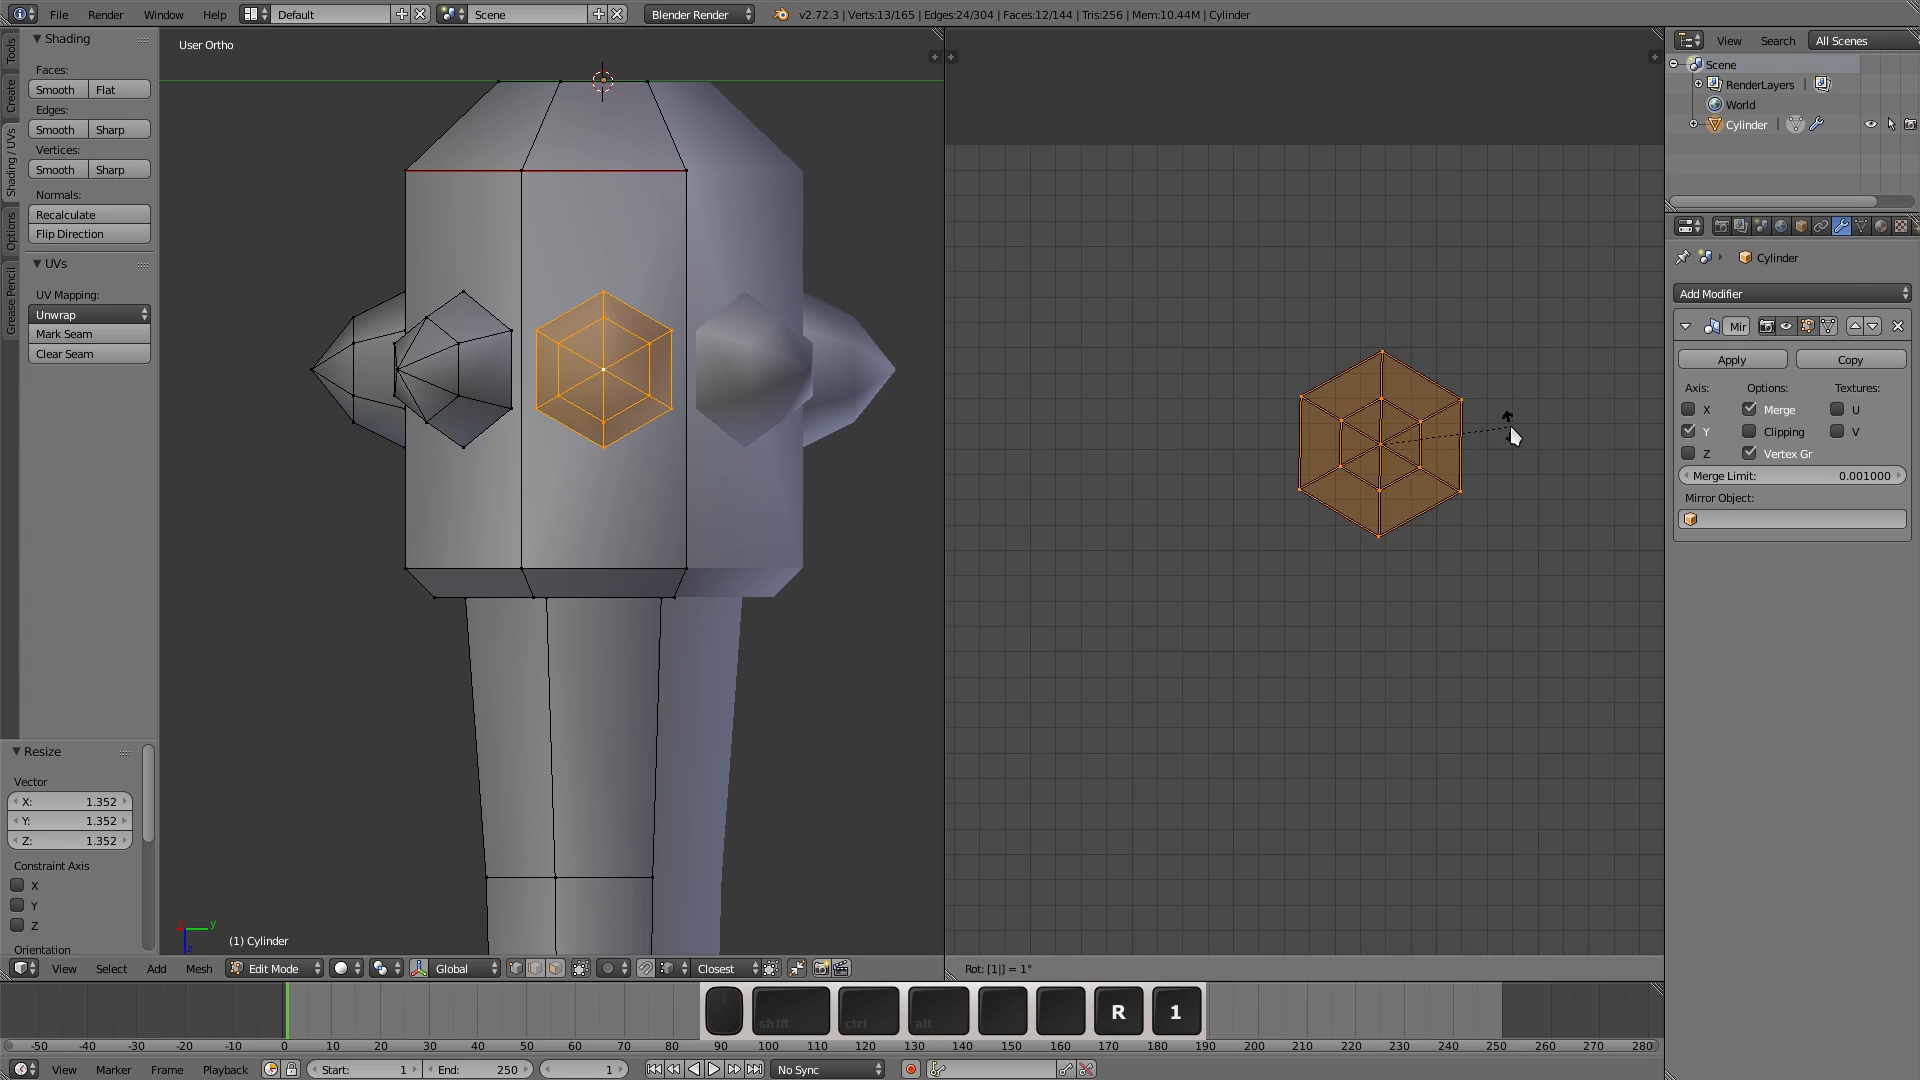 File Render Window Help Default Scene Blender Render v2.72.3 | Verts:13/165 | Edges:24/304 | Faces:12/144 | Tris:256 | Mem:10.44M | Cylinder
Tools
Create
Shading / UVs
Options
Grease Pencil
Shading
Faces:
Smooth Flat
Edges:
Smooth Sharp
Vertices:
Smooth Sharp
Normals:
Recalculate
Flip Direction
UVs
UV Mapping:
Unwrap
Mark Seam
Clear Seam
Resize
Vector
X: 1.352
Y: 1.352
Z: 1.352
Constraint Axis
X
Y
Z
Orientation
User Ortho
y
z
(1) Cylinder
View Select Add Mesh Edit Mode Global Closest
Rot: [1|] = 1°
View Search All Scenes
Scene
RenderLayers |
World
Cylinder |
Cylinder
Add Modifier
Mir
Apply Copy
Axis: Options: Textures:
X Merge U
Y Clipping V
Z Vertex Gr
Merge Limit: 0.001000
Mirror Object:
shift ctrl alt R 1
-50 -40 -30 -20 -10 0 10 20 30 40 50 60 70 80 90 100 110 120 130 140 150 160 170 180 190 200 210 220 230 240 250 260 270 280
View Marker Frame Playback Start: 1 End: 250 1 No Sync